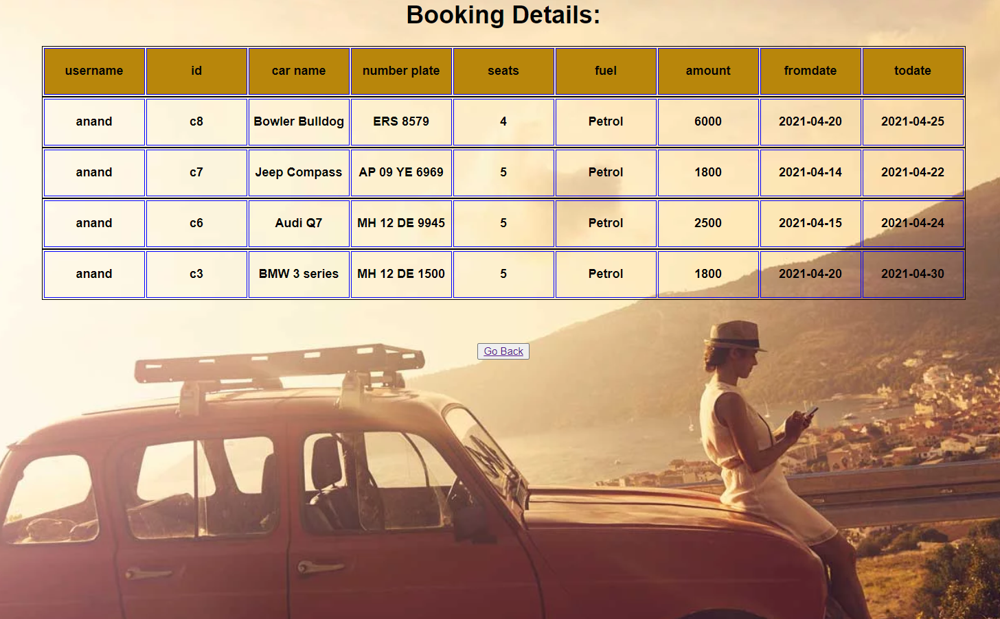 Booking Details:
username id car name number plate seats fuel amount fromdate todate
anand c8 Bowler Bulldog ERS 8579 4 Petrol 6000 2021-04-20 2021-04-25
anand c7 Jeep Compass AP 09 YE 6969 5 Petrol 1800 2021-04-14 2021-04-22
anand c6 Audi Q7 MH 12 DE 9945 5 Petrol 2500 2021-04-15 2021-04-24
anand c3 BMW 3 series MH 12 DE 1500 5 Petrol 1800 2021-04-20 2021-04-30
Go Back